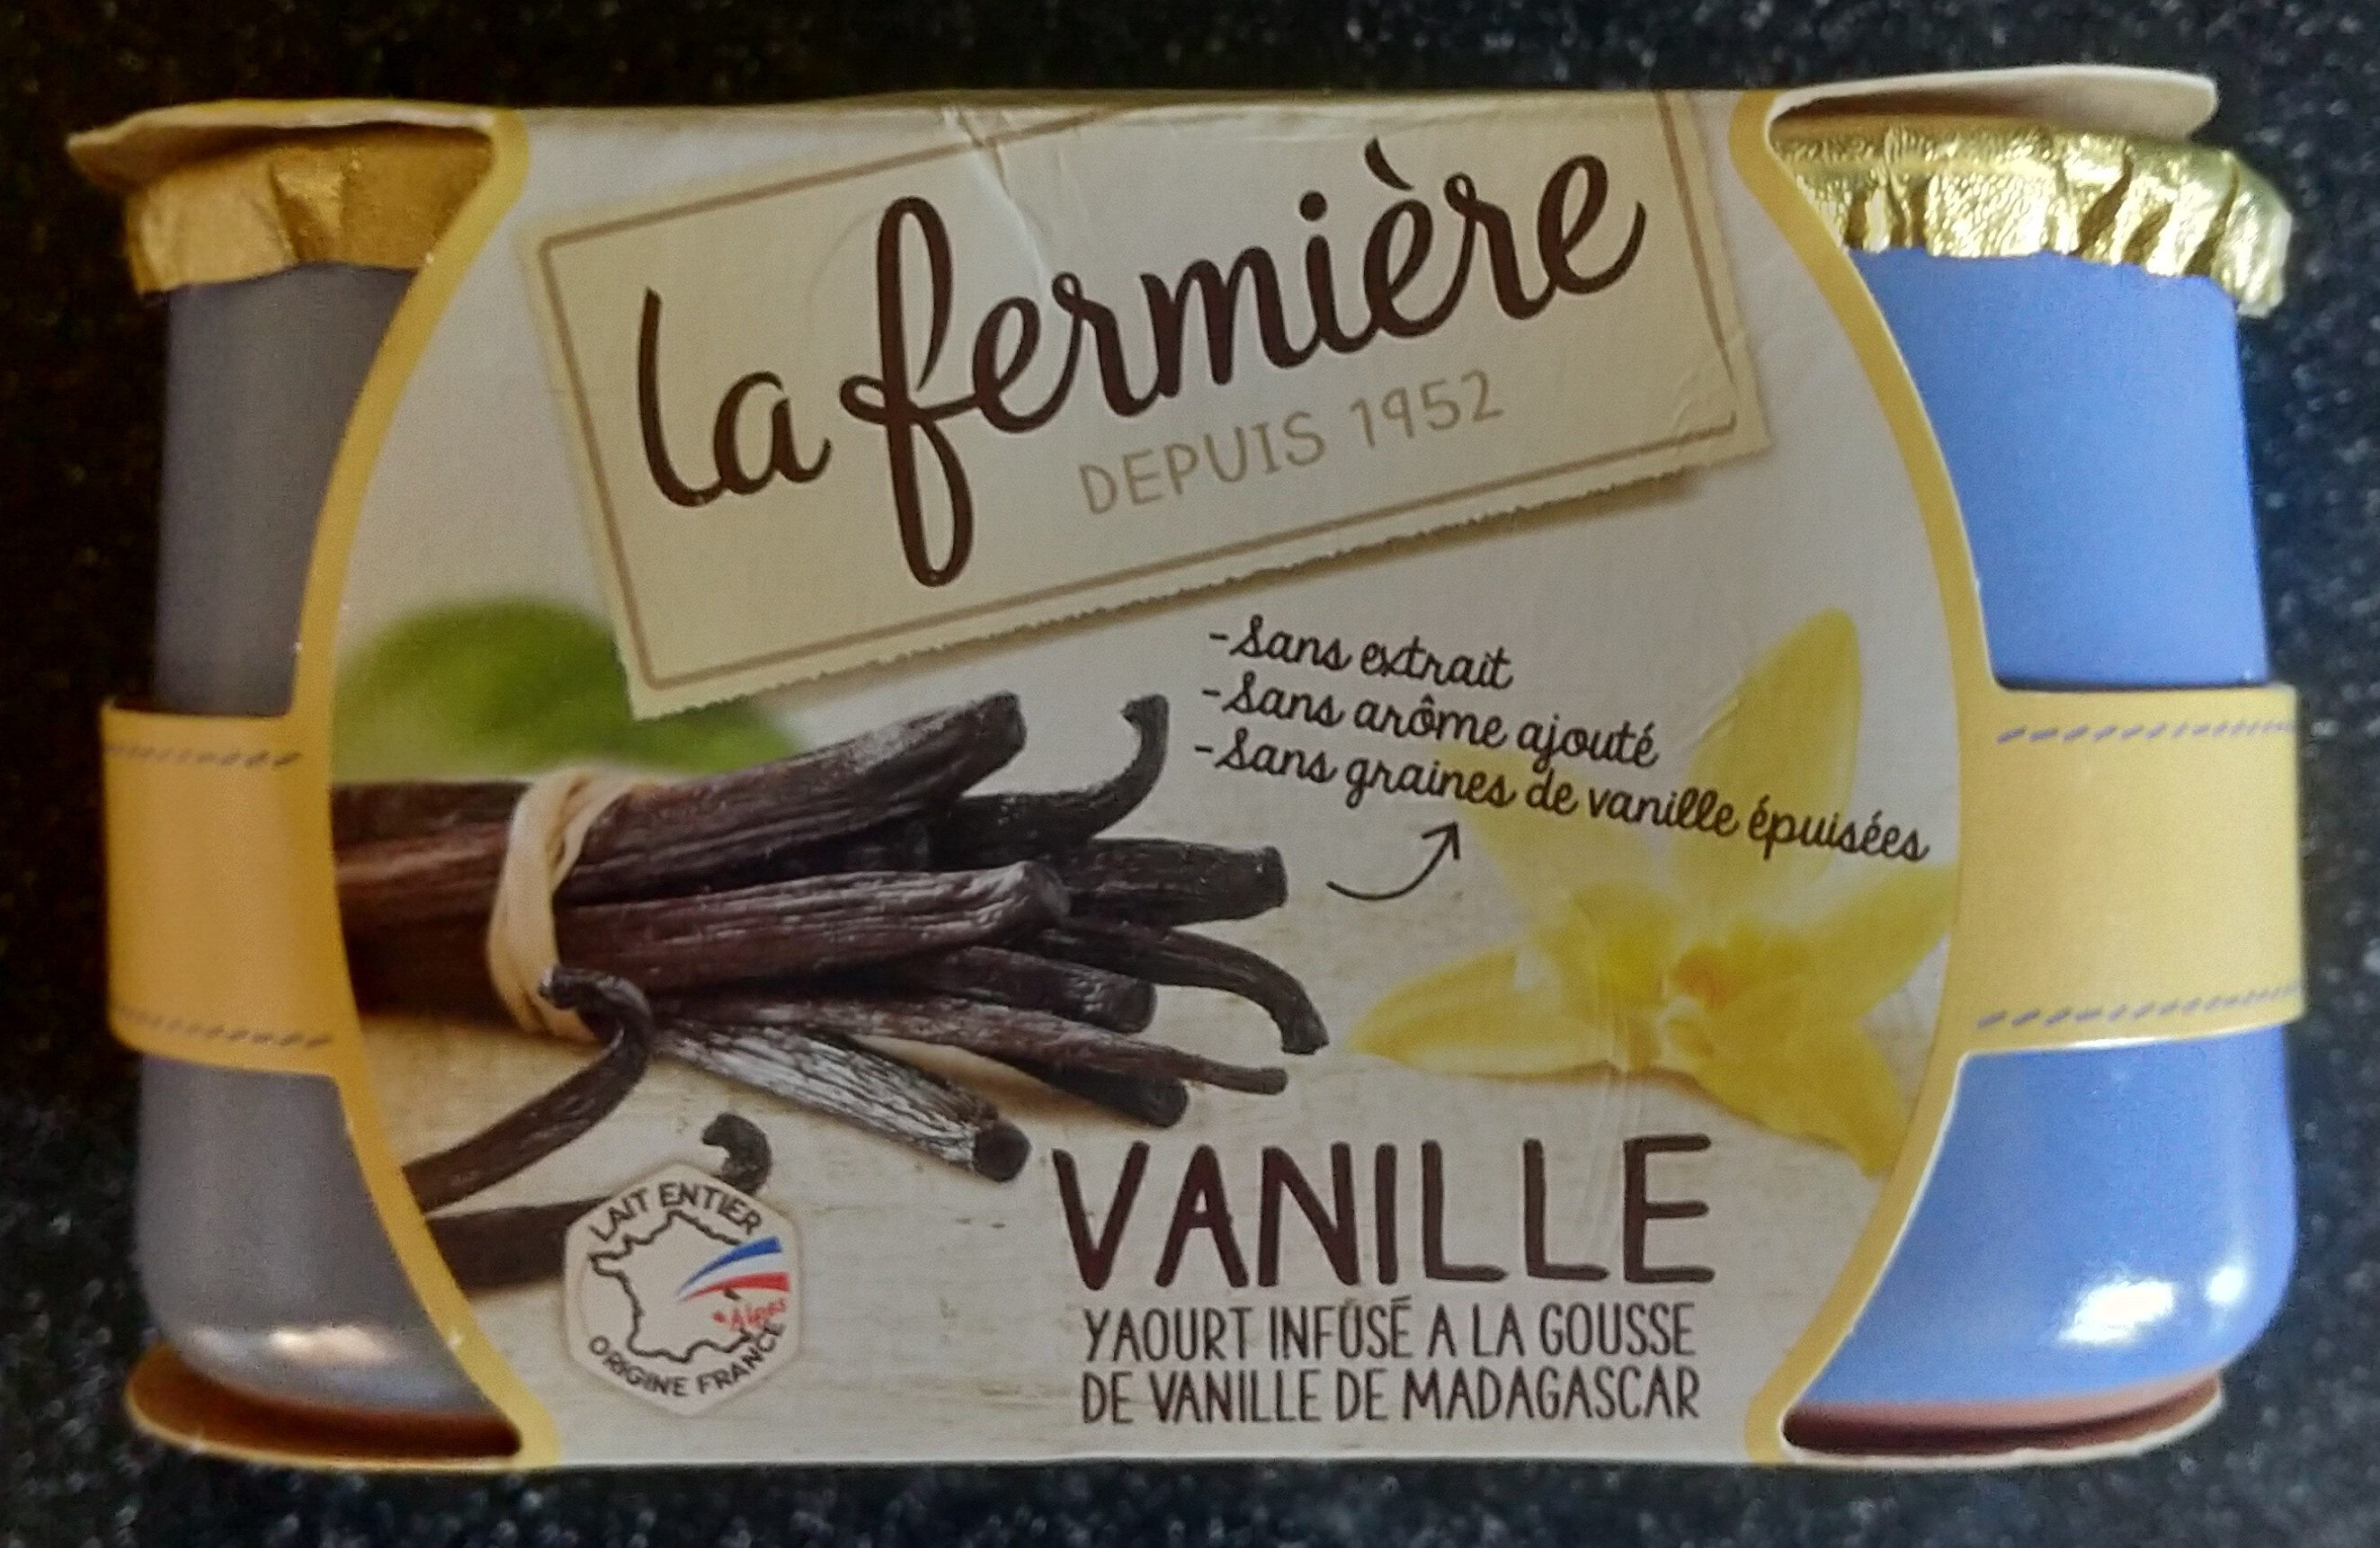 la fermière
DEPUIS 1952
-Sans extrait
-Sans arôme ajouté
-Sans graines de vanille épuisées
VANILLE
YAOURT INFUSÉ A LA GOUSSE
DE VANILLE DE MADAGASCAR
LAIT ENTIER
Alpes
ORIGINE FRANCE